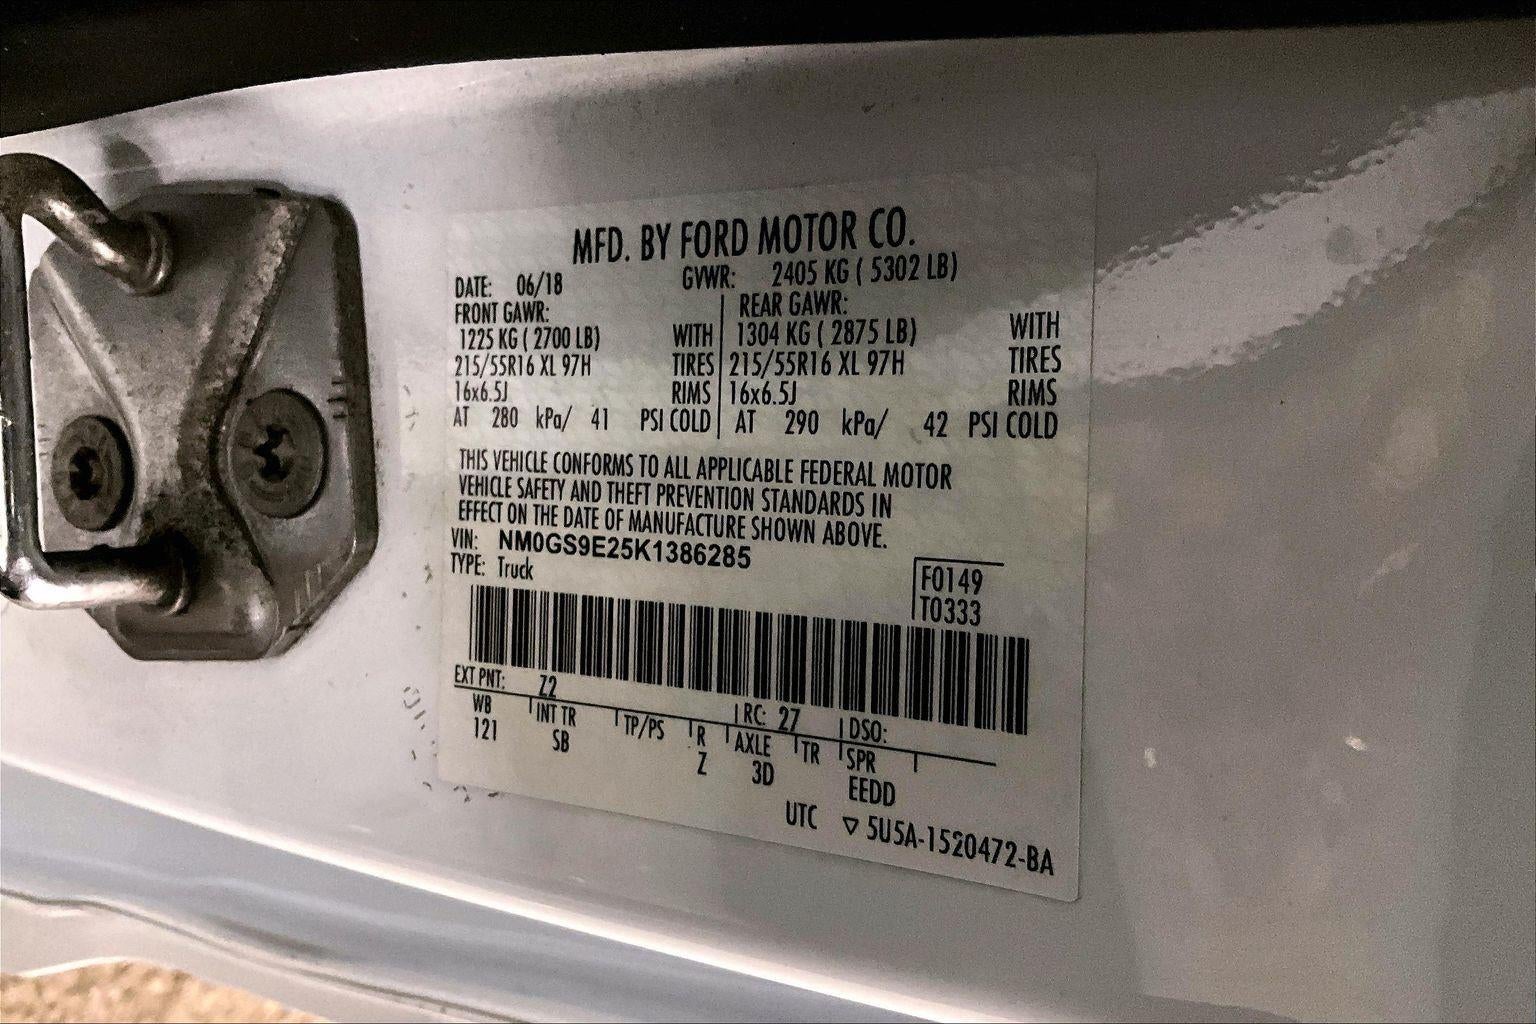 MFD. BY FORD MOTOR CO.
DATE: 06/18 GVWR: 2405 KG ( 5302 LB)
FRONT GAWR: REAR GAWR:
1225 KG ( 2700 LB) WITH 1304 KG ( 2875 LB) WITH
215/55R16 XL 97H TIRES 215/55R16 XL 97H TIRES
16x6.5J RIMS 16x6.5J RIMS
AT 280 kPa/ 41 PSI COLD AT 290 kPa/ 42 PSI COLD
THIS VEHICLE CONFORMS TO ALL APPLICABLE FEDERAL MOTOR
VEHICLE SAFETY AND THEFT PREVENTION STANDARDS IN
EFFECT ON THE DATE OF MANUFACTURE SHOWN ABOVE.
VIN: NM0GS9E25K1386285
TYPE: Truck
F0149
T0333
EXT PNT: Z2 RC: 27 DSO:
WB INT TR TP/PS R AXLE TR SPR
121 SB Z 3D EEDD
UTC ▽ 5U5A-1520472-BA